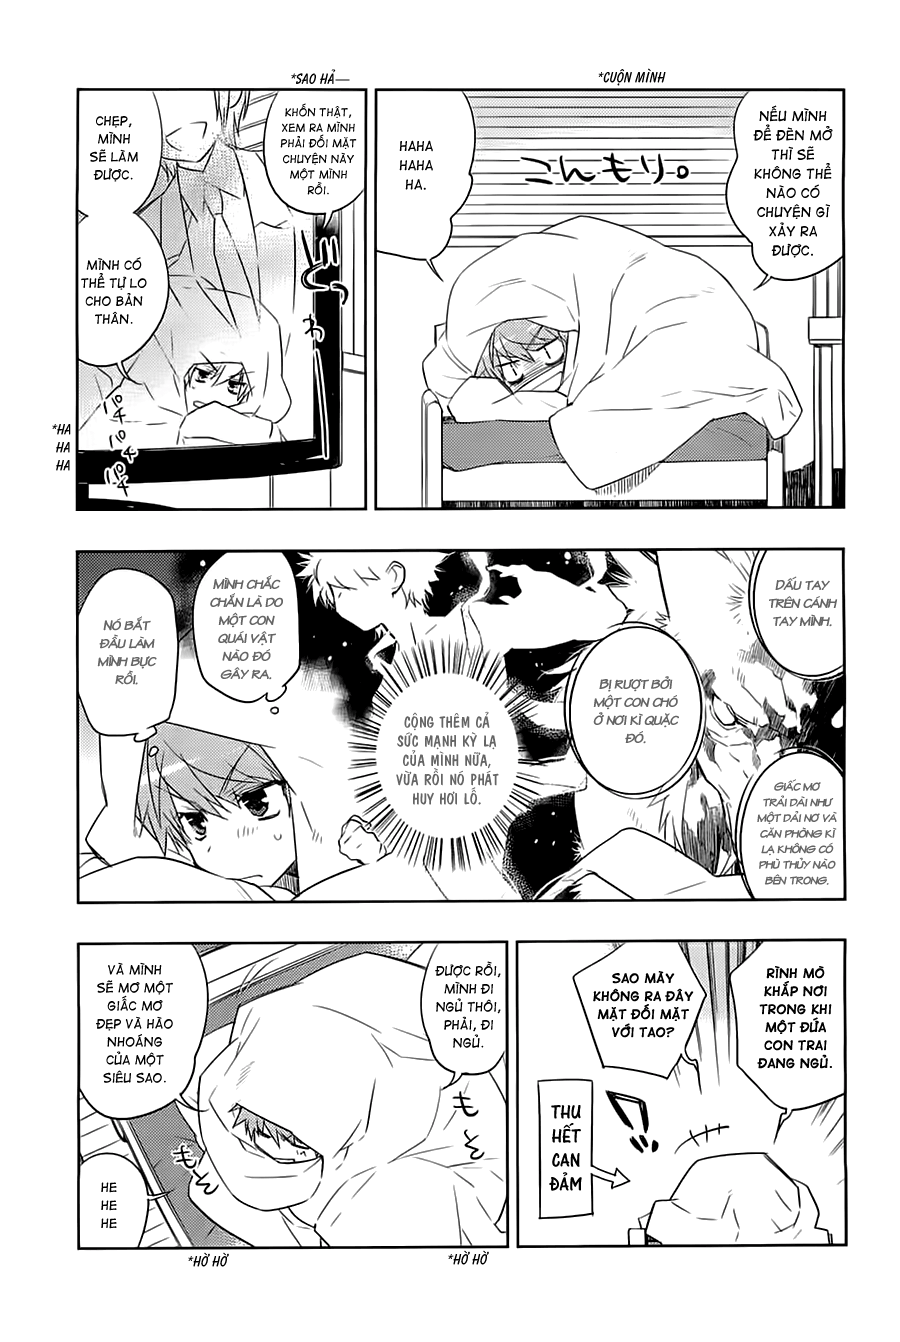 *CUỘN MÌNH
NẾU MÌNH
ĐỂ ĐÈN MỞ
THÌ SẼ
KHÔNG THỂ
NÀO CÓ
CHUYỆN GÌ
XẢY RA
ĐƯỢC.
こんもり。
HAHA
HAHA
HA.
*SAO HẢ—
KHỐN THẬT,
XEM RA MÌNH
PHẢI ĐỐI MẶT
CHUYỆN NÀY
MỘT MÌNH
RỒI.
CHẸP,
MÌNH
SẼ LÀM
ĐƯỢC.
MÌNH CÓ
THỂ TỰ LO
CHO BẢN
THÂN.
*HA
HA
HA
DẤU TAY
TRÊN CÁNH
TAY MÌNH.
BỊ RƯỢT BỞI
MỘT CON CHÓ
Ở NƠI KÌ QUẶC
ĐÓ.
GIẤC MƠ
TRẢI DÀI NHƯ
MỘT DẢI NƠ VÀ
CĂN PHÒNG KÌ
LẠ KHÔNG CÓ
PHÙ THỦY NÀO
BÊN TRONG.
CỘNG THÊM CẢ
SỨC MẠNH KỲ LẠ
CỦA MÌNH NỮA,
VỪA RỒI NÓ PHÁT
HUY HƠI LỐ.
MÌNH CHẮC
CHẮN LÀ DO
MỘT CON
QUÁI VẬT
NÀO ĐÓ
GÂY RA.
NÓ BẮT
ĐẦU LÀM
MÌNH BỰC
RỒI.
RÌNH MÒ
KHẮP NƠI
TRONG KHI
MỘT ĐỨA
CON TRAI
ĐANG NGỦ.
SAO MÀY
KHÔNG RA ĐÂY
MẶT ĐỐI MẶT
VỚI TAO?
THU
HẾT
CAN
ĐẢM
ĐƯỢC RỒI,
MÌNH ĐI
NGỦ THÔI,
PHẢI, ĐI
NGỦ.
もそ
もそ
VÀ MÌNH
SẼ MƠ MỘT
GIẤC MƠ
ĐẸP VÀ HÀO
NHOÁNG
CỦA MỘT
SIÊU SAO.
HE
HE
HE
*HỜ HỜ
*HỜ HỜ